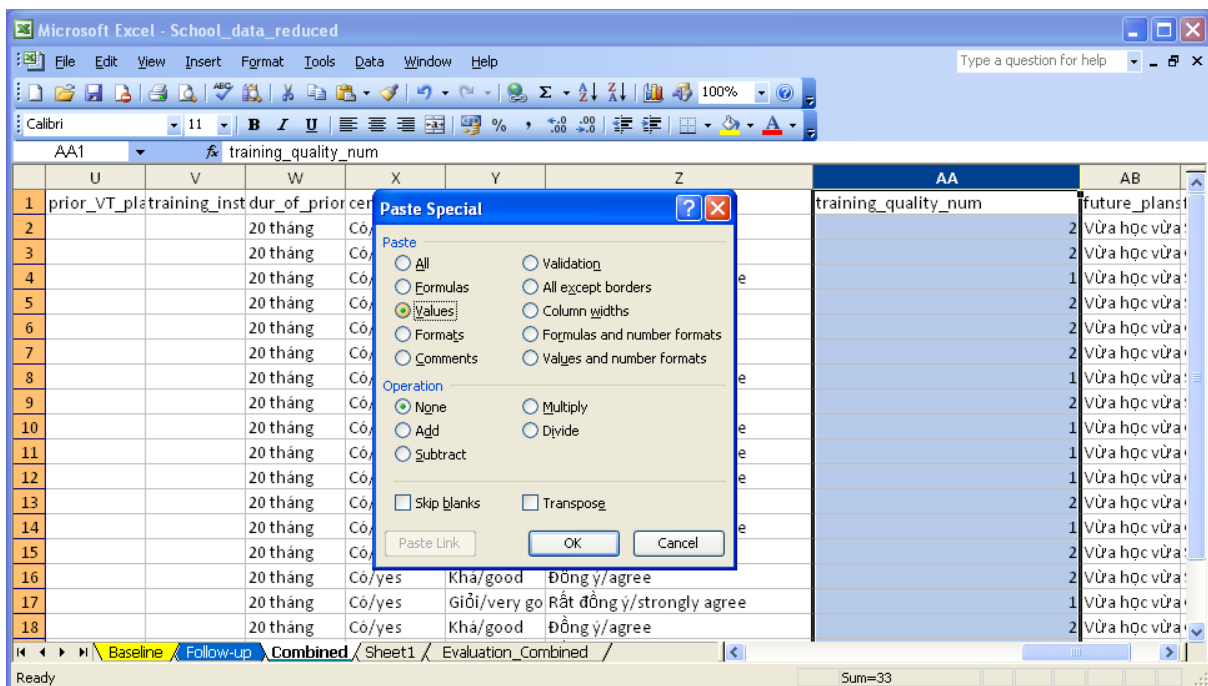 Microsoft Excel - School_data_reduced
File Edit View Insert Format Tools Data Window Help Type a question for help
100%
Calibri 11 B I U
AA1 fx training_quality_num
U V W X Y Z AA AB
1 prior_VT_pla training_inst dur_of_prior cer training_quality_num future_plans
2 20 tháng Có/ 2 Vừa học vừa
3 20 tháng Có/ 2 Vừa học vừa
4 20 tháng Có/ e 1 Vừa học vừa
5 20 tháng Có/ 2 Vừa học vừa
6 20 tháng Có/ 2 Vừa học vừa
7 20 tháng Có/ 2 Vừa học vừa
8 20 tháng Có/ e 1 Vừa học vừa
9 20 tháng Có/ 2 Vừa học vừa
10 20 tháng Có/ e 1 Vừa học vừa
11 20 tháng Có/ e 1 Vừa học vừa
12 20 tháng Có/ e 1 Vừa học vừa
13 20 tháng Có/ 2 Vừa học vừa
14 20 tháng Có/ e 1 Vừa học vừa
15 20 tháng Có/ 2 Vừa học vừa
16 20 tháng Có/yes Khá/good Đồng ý/agree 2 Vừa học vừa
17 20 tháng Có/yes Giỏi/very go Rất đồng ý/strongly agree 1 Vừa học vừa
18 20 tháng Có/yes Khá/good Đồng ý/agree 2 Vừa học vừa
Paste Special
Paste
All Validation
Formulas All except borders
Values Column widths
Formats Formulas and number formats
Comments Values and number formats
Operation
None Multiply
Add Divide
Subtract
Skip blanks Transpose
Paste Link OK Cancel
Baseline Follow-up Combined Sheet1 Evaluation_Combined
Ready Sum=33